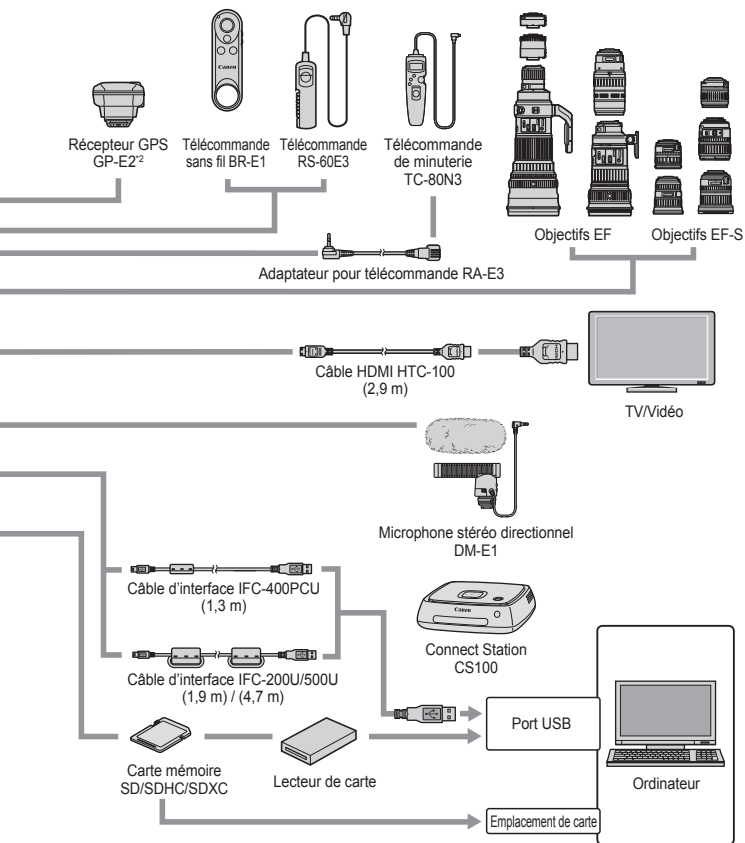 Canon
Récepteur GPS
GP-E2*2
Télécommande
sans fil BR-E1
Télécommande
RS-60E3
Télécommande
de minuterie
TC-80N3
Objectifs EF
Objectifs EF-S
Adaptateur pour télécommande RA-E3
Câble HDMI HTC-100
(2,9 m)
TV/Vidéo
Microphone stéréo directionnel
DM-E1
Câble d’interface IFC-400PCU
(1,3 m)
Canon
Connect Station
CS100
Câble d’interface IFC-200U/500U
(1,9 m) / (4,7 m)
Port USB
Carte mémoire
SD/SDHC/SDXC
Lecteur de carte
Ordinateur
Emplacement de carte